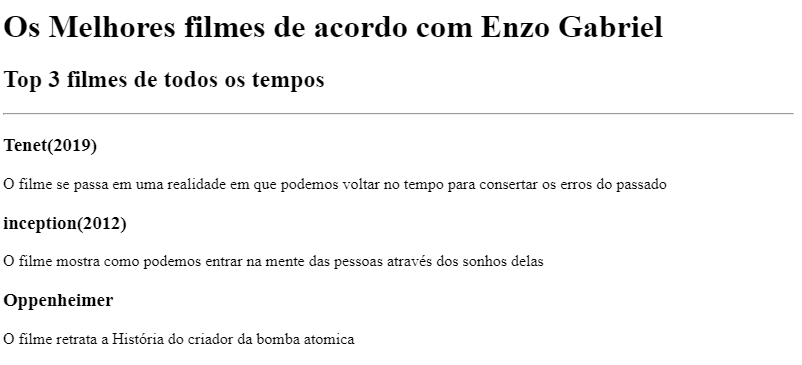 Os Melhores filmes de acordo com Enzo Gabriel
Top 3 filmes de todos os tempos
Tenet(2019)
O filme se passa em uma realidade em que podemos voltar no tempo para consertar os erros do passado
inception(2012)
O filme mostra como podemos entrar na mente das pessoas através dos sonhos delas
Oppenheimer
O filme retrata a História do criador da bomba atomica